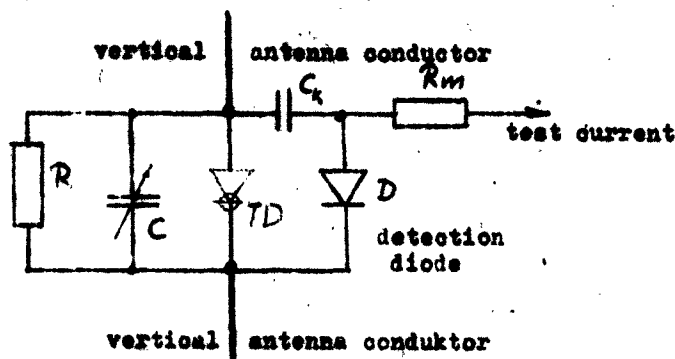 vertical antenna conductor
Ck Rm
test current
R
C
TD
D
detection
diode
vertical antenna conduktor